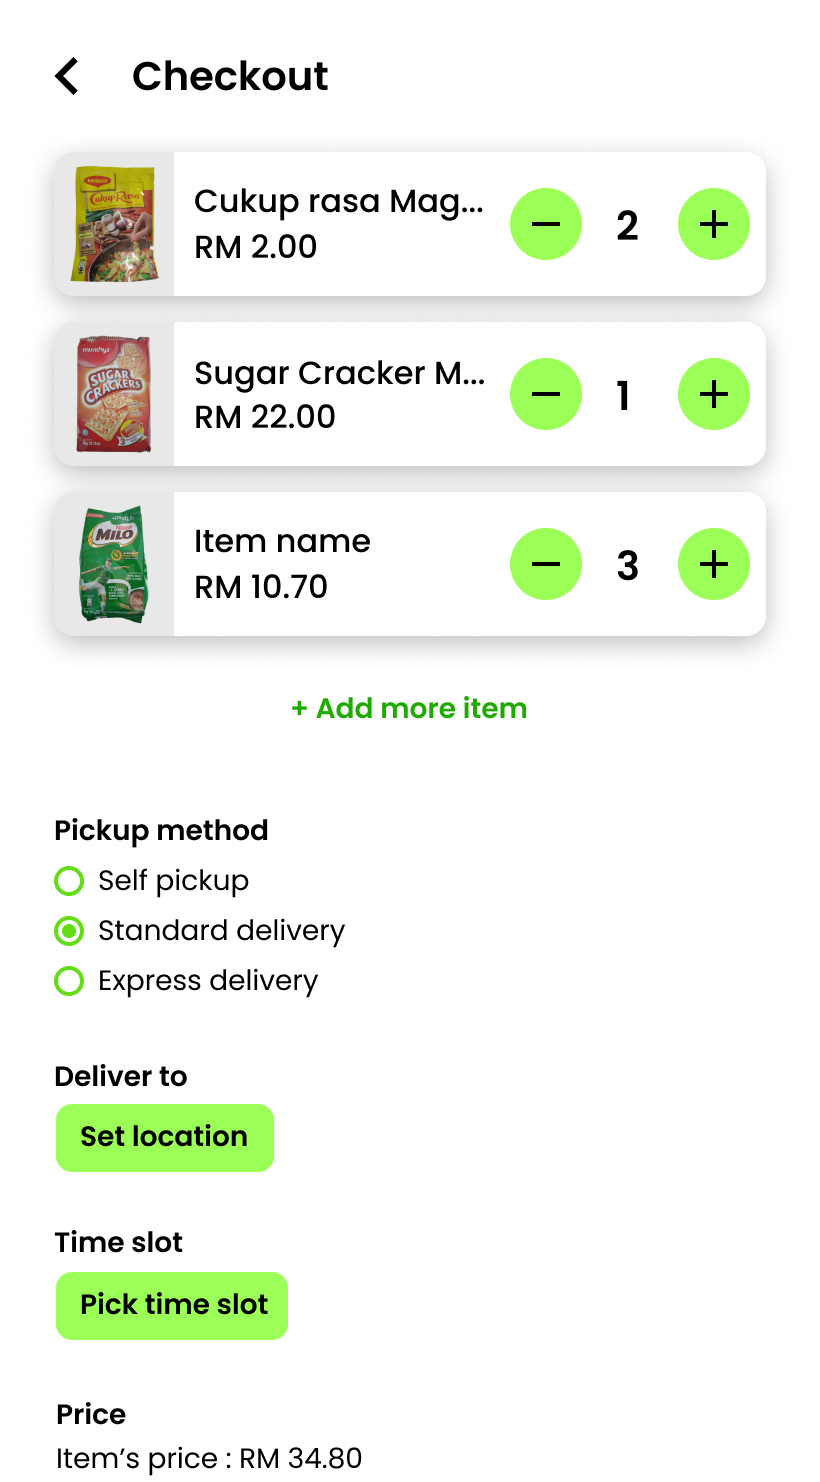 Checkout
MAGGI
Cukup Rasa
Cukup rasa Mag...
RM 2.00
2
munchy's
SUGAR
CRACKERS
Sugar Cracker M...
RM 22.00
1
MILO
Item name
RM 10.70
3
+ Add more item
Pickup method
Self pickup
Standard delivery
Express delivery
Deliver to
Set location
Time slot
Pick time slot
Price
Item’s price : RM 34.80